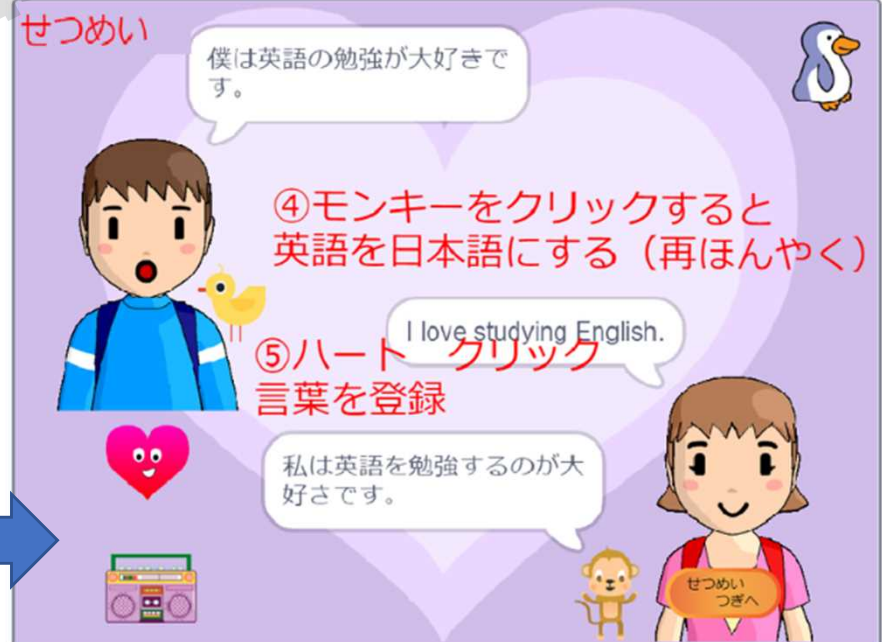 せつめい
僕は英語の勉強が大好きで
す。
④モンキーをクリックすると
英語を日本語にする（再ほんやく）
I love studying English.
⑤ハート　クリック
言葉を登録
私は英語を勉強するのが大
好きです。
せつめい
つぎへ